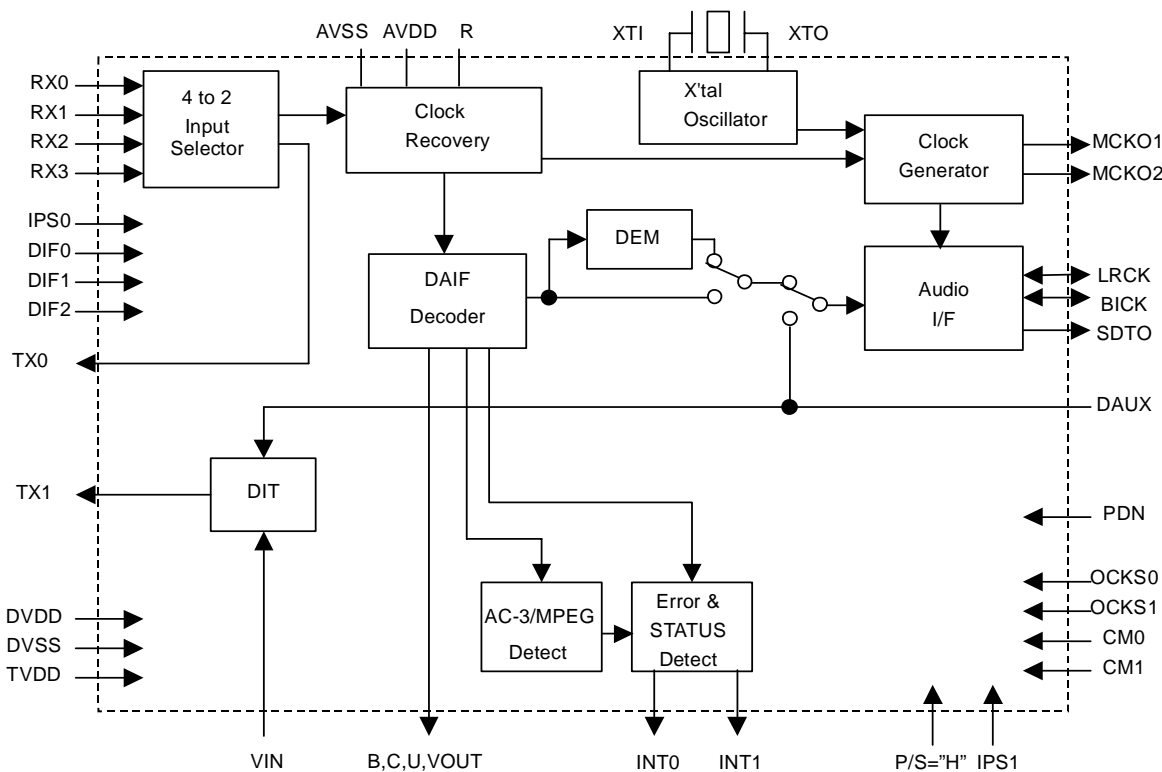 AVSS AVDD R
XTI XTO
RX0
RX1
RX2
RX3
4 to 2
Input
Selector
Clock
Recovery
X'tal
Oscillator
Clock
Generator
MCKO1
MCKO2
IPS0
DIF0
DIF1
DIF2
DEM
DAIF
Decoder
Audio
I/F
LRCK
BICK
SDTO
TX0
DAUX
TX1
DIT
PDN
OCKS0
OCKS1
CM0
CM1
DVDD
DVSS
TVDD
AC-3/MPEG
Detect
Error &
STATUS
Detect
VIN
B,C,U,VOUT
INT0
INT1
P/S="H"
IPS1